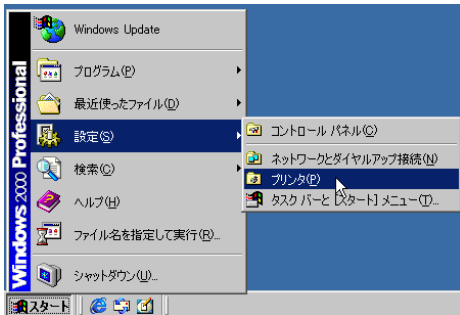 Windows 2000 Professional
Windows Update
プログラム(P)
最近使ったファイル(D)
設定(S)
検索(C)
ヘルプ(H)
ファイル名を指定して実行(R)...
シャットダウン(U)...
コントロール パネル(C)
ネットワークとダイヤルアップ接続(N)
プリンタ(P)
タスク バーと [スタート] メニュー(T)...
スタート